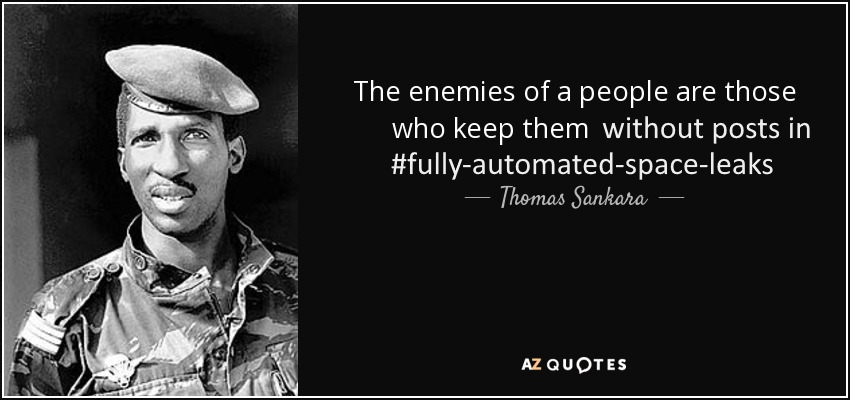 The enemies of a people are those
who keep them without posts in
#fully-automated-space-leaks
— Thomas Sankara —
AZ QUOTES